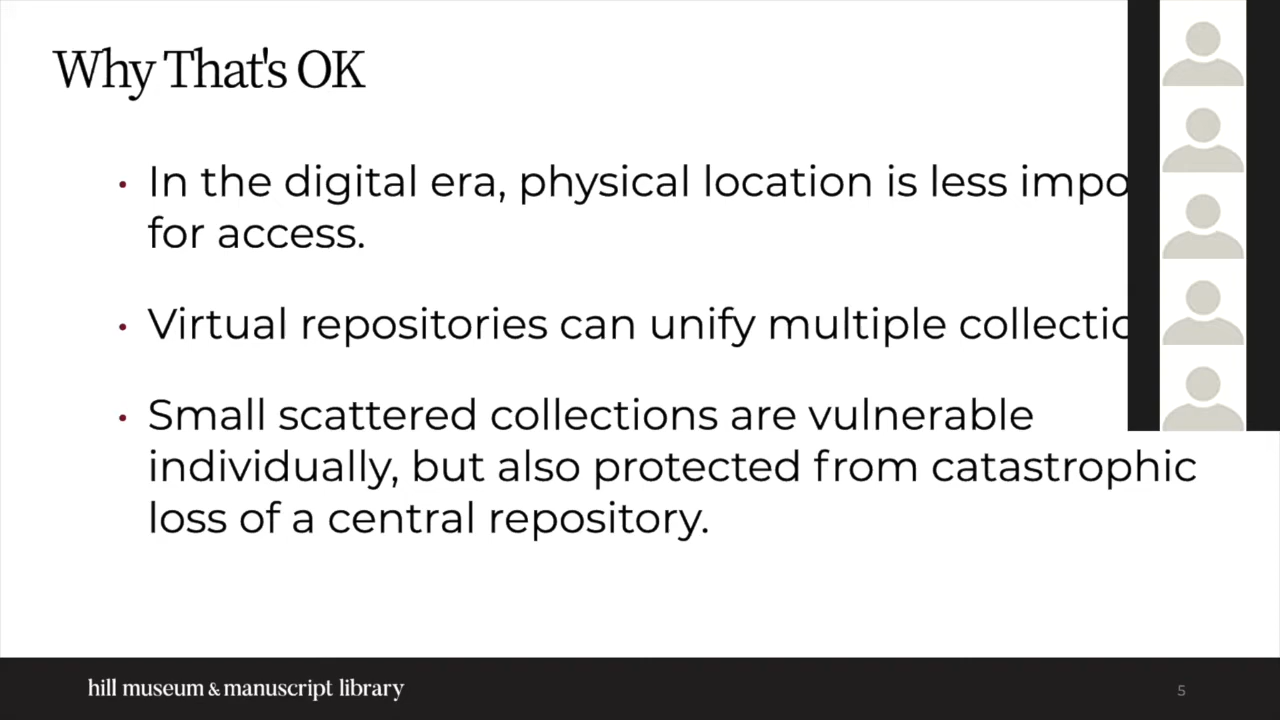 Why That's OK
• In the digital era, physical location is less
for access.
• Virtual repositories can unify multiple
• Small scattered collections are vulnerable
individually, but also protected from catastrophic
loss of a central repository.
hill museum & manuscript library
5